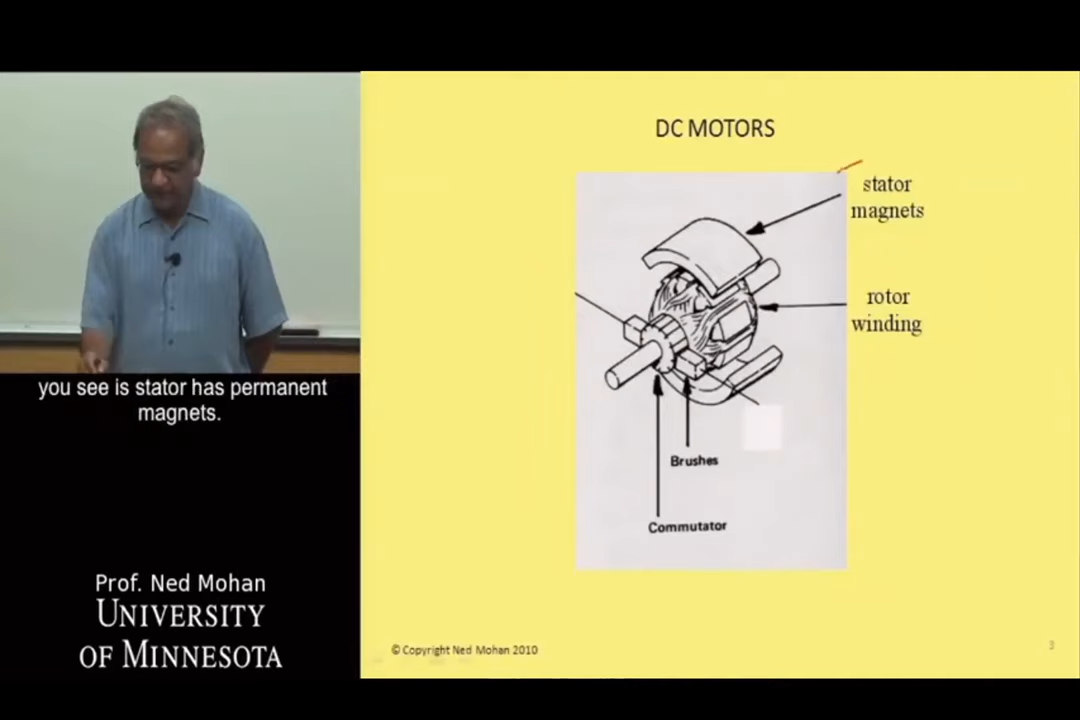 DC MOTORS
stator
magnets
rotor
winding
Brushes
Commutator
you see is stator has permanent
magnets.
Prof. Ned Mohan
UNIVERSITY
OF MINNESOTA
© Copyright Ned Mohan 2010
3